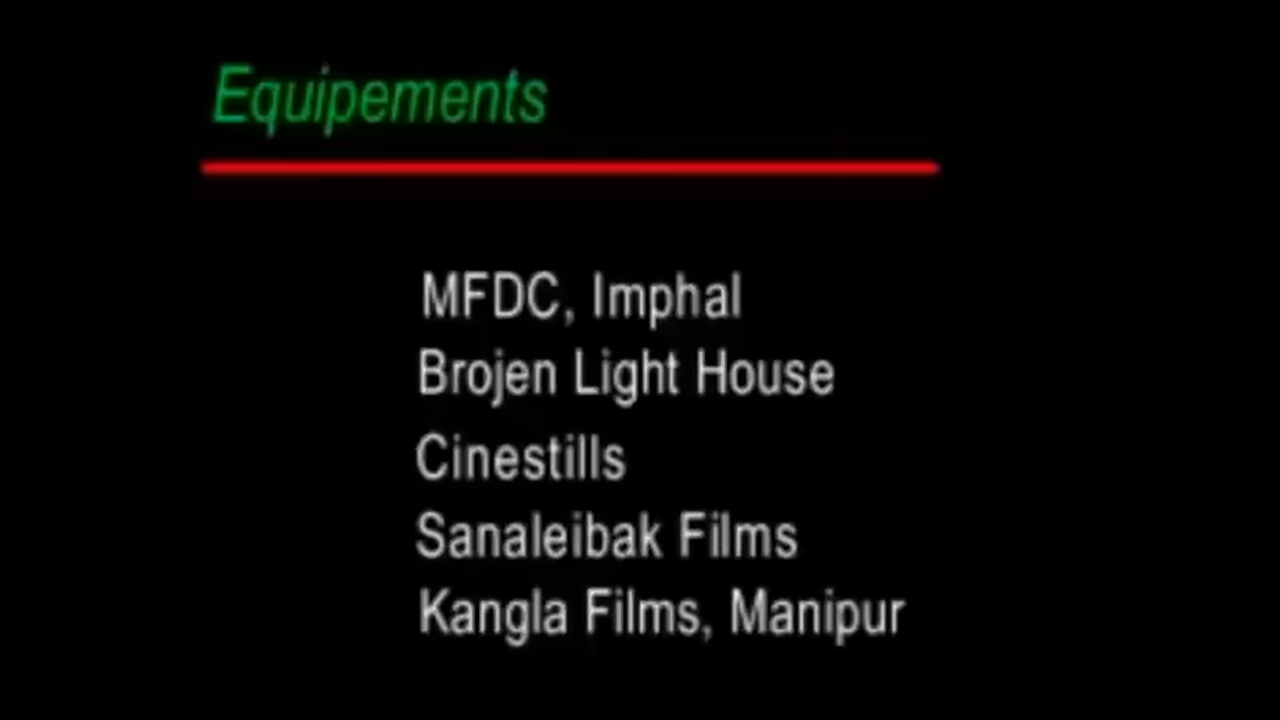 Equipements
MFDC, Imphal
Brojen Light House
Cinestills
Sanaleibak Films
Kangla Films, Manipur